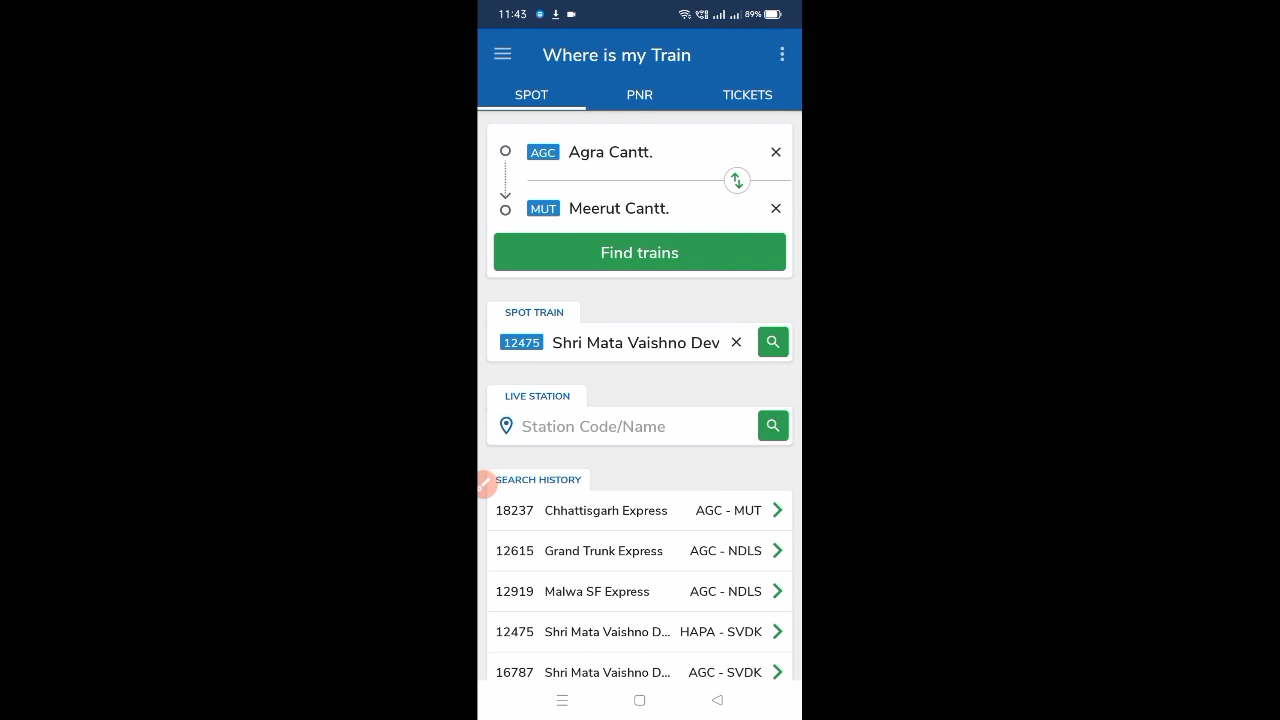 11:43 89%
Where is my Train
SPOT PNR TICKETS
AGC Agra Cantt.
MUT Meerut Cantt.
Find trains
SPOT TRAIN
12475 Shri Mata Vaishno Dev
LIVE STATION
Station Code/Name
SEARCH HISTORY
18237 Chhattisgarh Express AGC - MUT
12615 Grand Trunk Express AGC - NDLS
12919 Malwa SF Express AGC - NDLS
12475 Shri Mata Vaishno D... HAPA - SVDK
16787 Shri Mata Vaishno D... AGC - SVDK